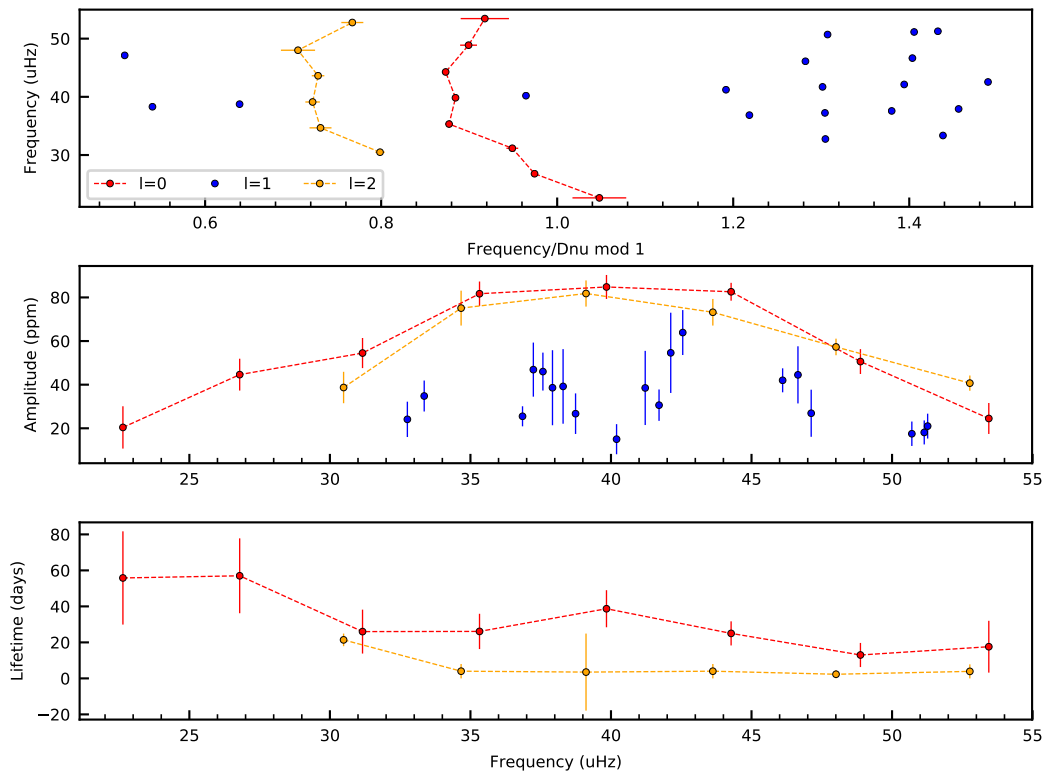 Frequency (uHz)
50
40
30
l=0 l=1 l=2
0.6 0.8 1.0 1.2 1.4
Frequency/Dnu mod 1
Amplitude (ppm)
80
60
40
20
25 30 35 40 45 50 55
Lifetime (days)
80
60
40
20
0
−20
25 30 35 40 45 50 55
Frequency (uHz)